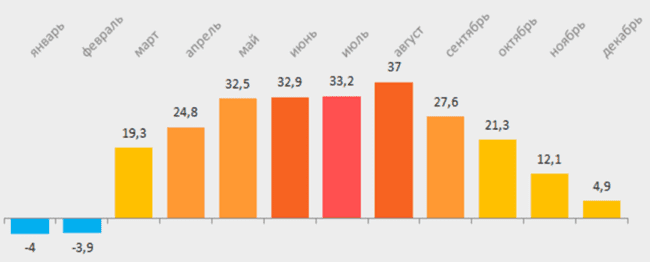 январь
февраль
март
апрель
май
июнь
июль
август
сентябрь
октябрь
ноябрь
декабрь
37
32,5
32,9
33,2
24,8
27,6
19,3
21,3
12,1
4,9
-4
-3,9